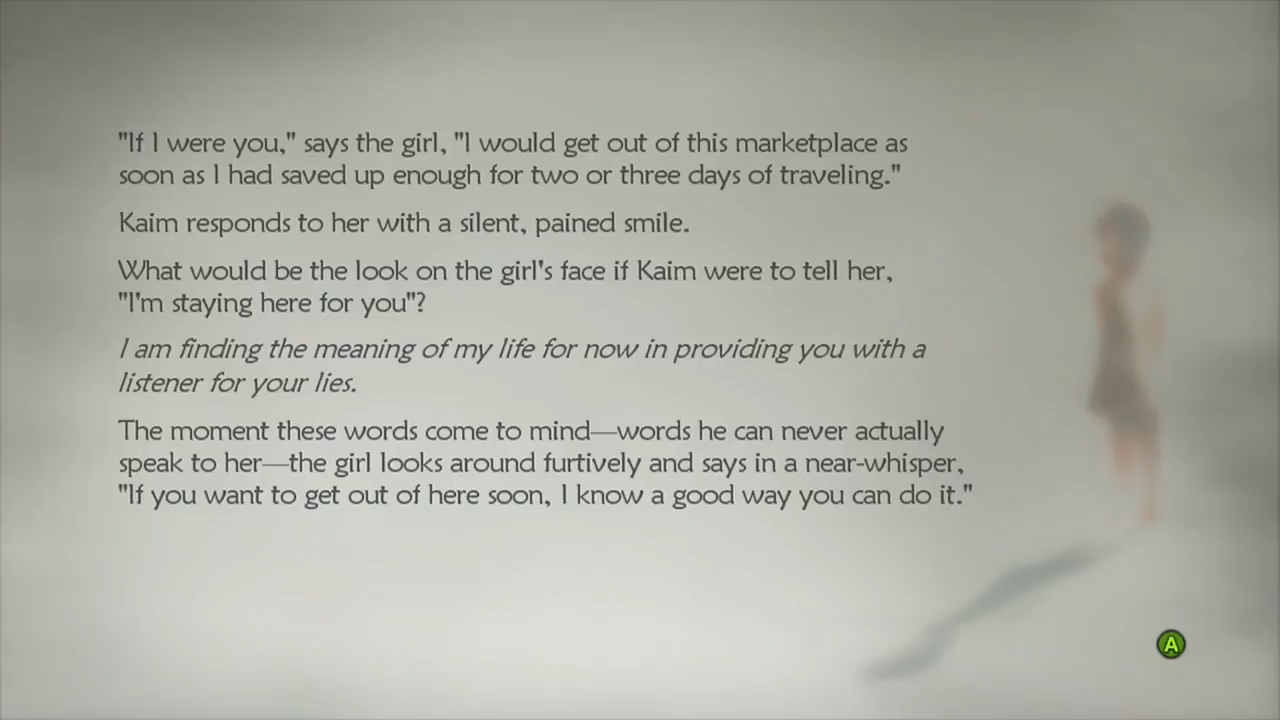 "If I were you," says the girl, "I would get out of this marketplace as
soon as I had saved up enough for two or three days of traveling."
Kaim responds to her with a silent, pained smile.
What would be the look on the girl's face if Kaim were to tell her,
"I'm staying here for you"?
I am finding the meaning of my life for now in providing you with a
listener for your lies.
The moment these words come to mind—words he can never actually
speak to her—the girl looks around furtively and says in a near-whisper,
"If you want to get out of here soon, I know a good way you can do it."
A